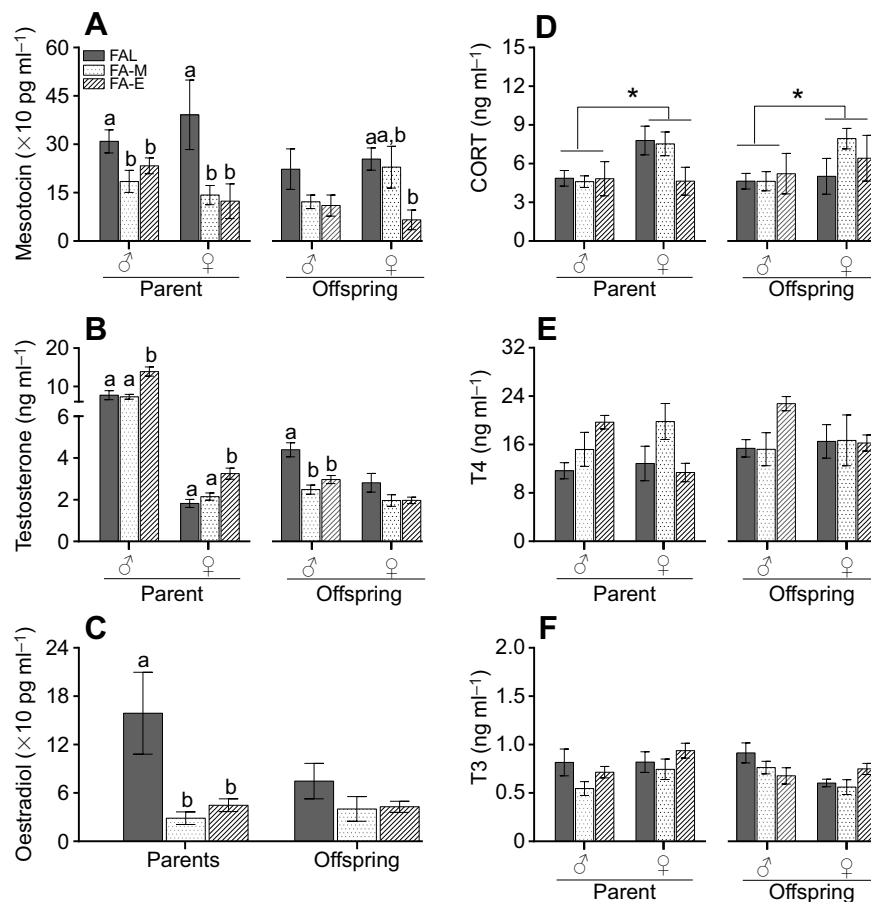 A
Mesotocin (×10 pg ml−1)
60
45
30
15
0
FAL
FA-M
FA-E
a
b
b
a
b
b
a
a,b
b
♂
♀
♂
♀
Parent
Offspring
B
Testosterone (ng ml−1)
20
10
6
4
2
0
a
a
b
a
a
b
a
b
b
♂
♀
♂
♀
Parent
Offspring
C
Oestradiol (×10 pg ml−1)
24
18
12
6
0
a
b
b
Parents
Offspring
D
CORT (ng ml−1)
15
12
9
6
3
0
*
*
♂
♀
♂
♀
Parent
Offspring
E
T4 (ng ml−1)
32
24
16
12
0
♂
♀
♂
♀
Parent
Offspring
F
T3 (ng ml−1)
2.0
1.5
1.0
0.5
0
♂
♀
♂
♀
Parent
Offspring